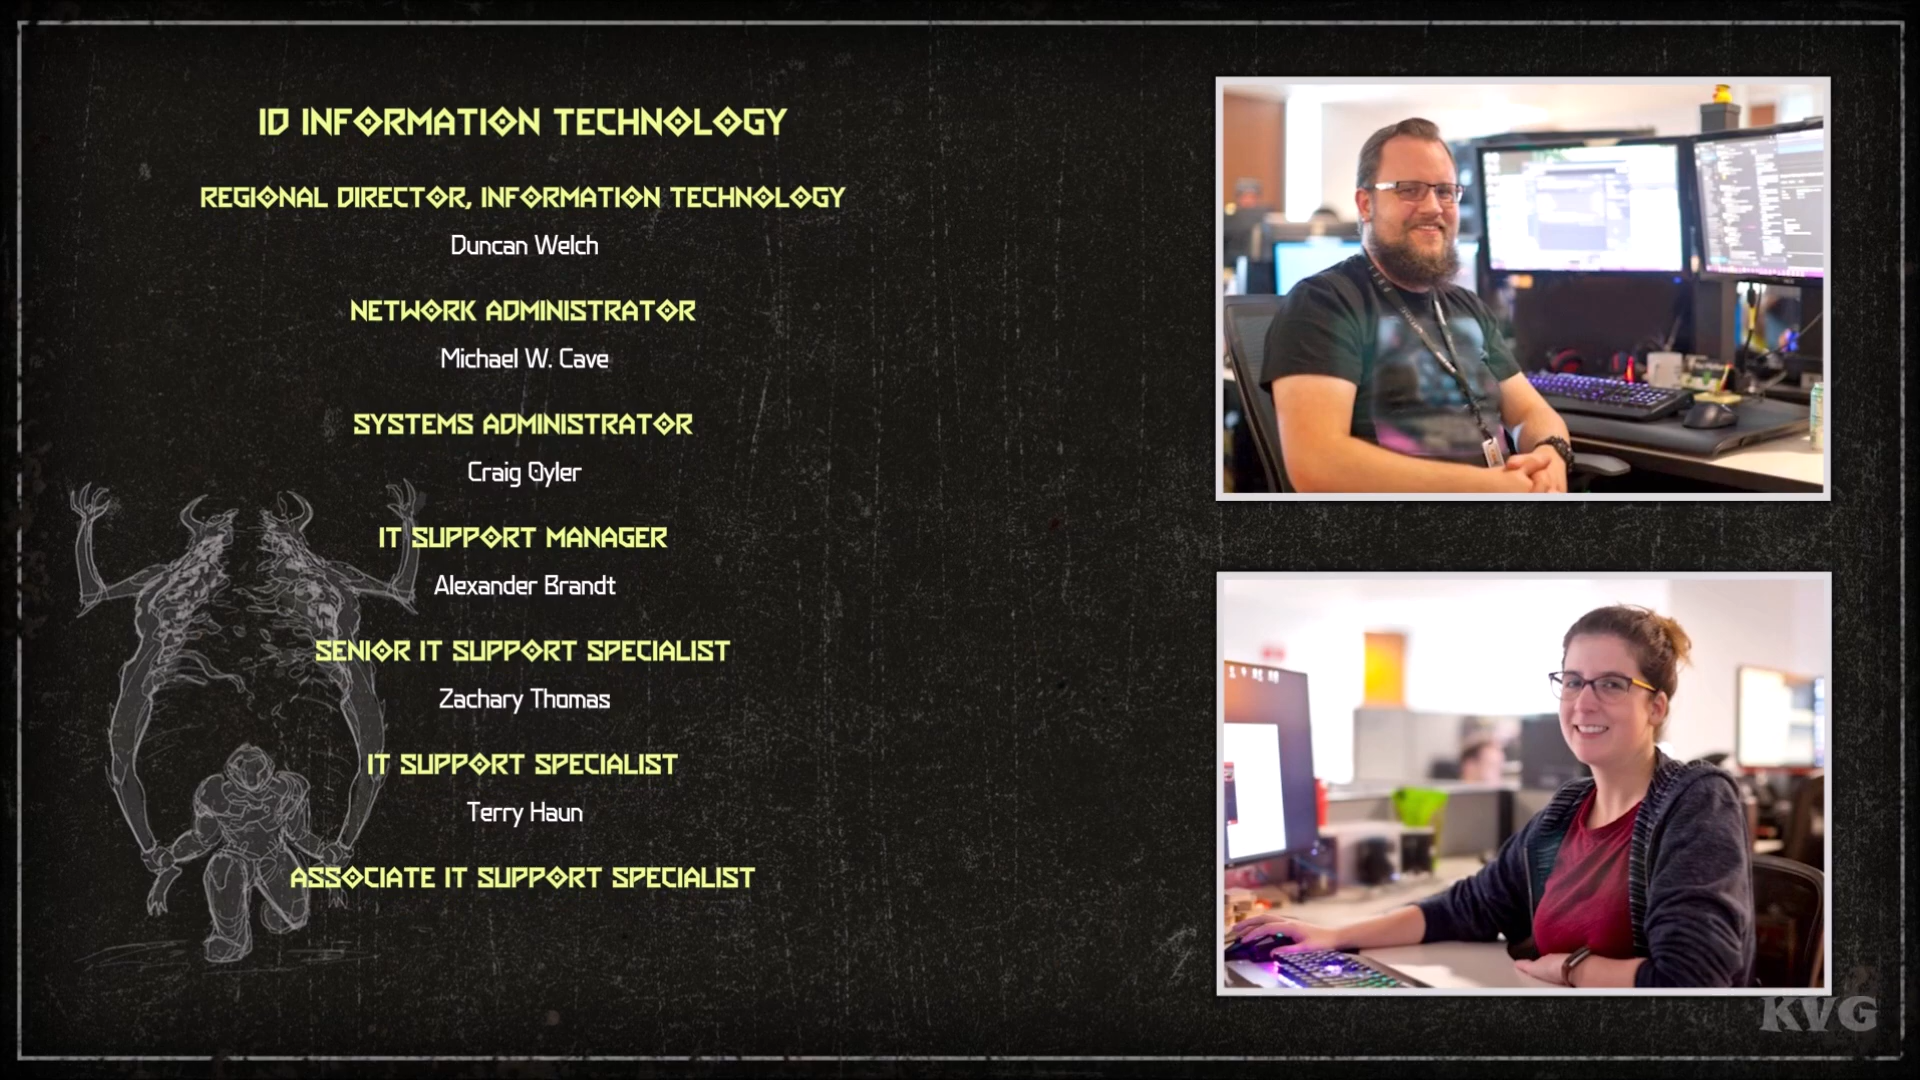 ID INFORMATION TECHNOLOGY
REGIONAL DIRECTOR, INFORMATION TECHNOLOGY
Duncan Welch
NETWORK ADMINISTRATOR
Michael W. Cave
SYSTEMS ADMINISTRATOR
Craig Oyler
IT SUPPORT MANAGER
Alexander Brandt
SENIOR IT SUPPORT SPECIALIST
Zachary Thomas
IT SUPPORT SPECIALIST
Terry Haun
ASSOCIATE IT SUPPORT SPECIALIST
KVG